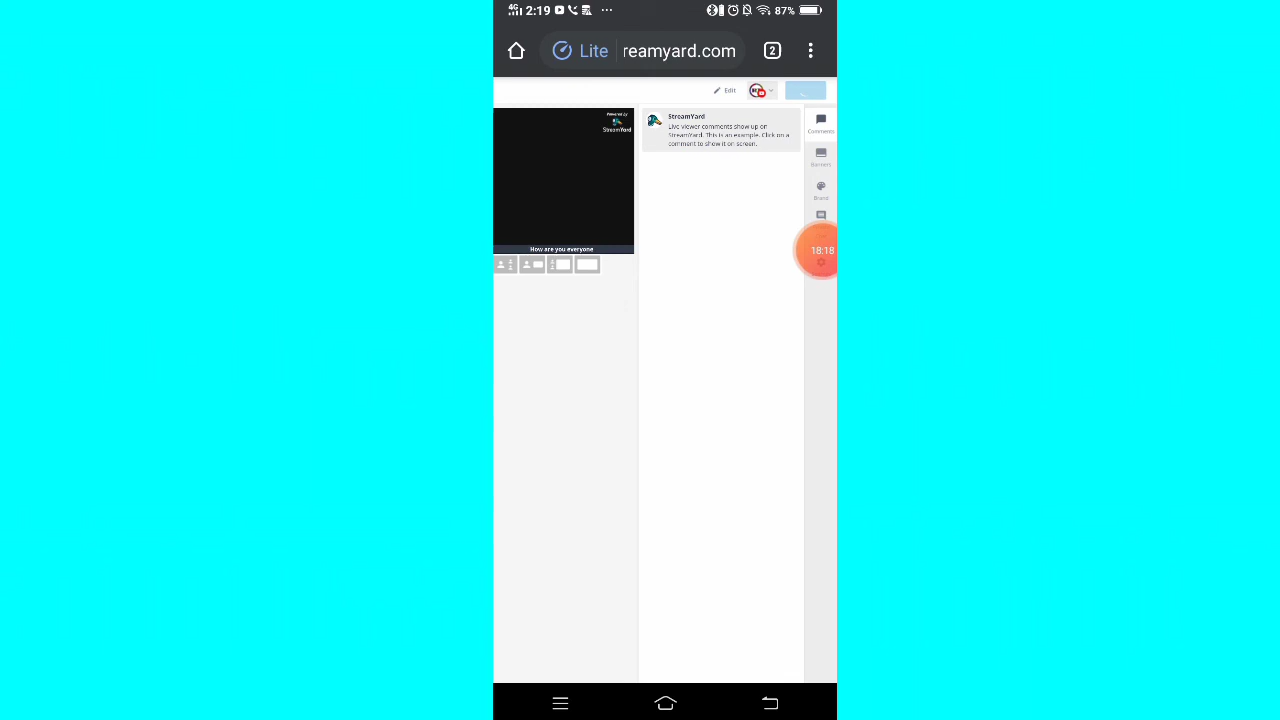 4G 2:19 ... 87%
Lite reamyard.com 2
Edit
Powered by
StreamYard
StreamYard
Live viewer comments show up on
StreamYard. This is an example. Click on a
comment to show it on screen.
Comments
Banners
Brand
18:18
How are you everyone